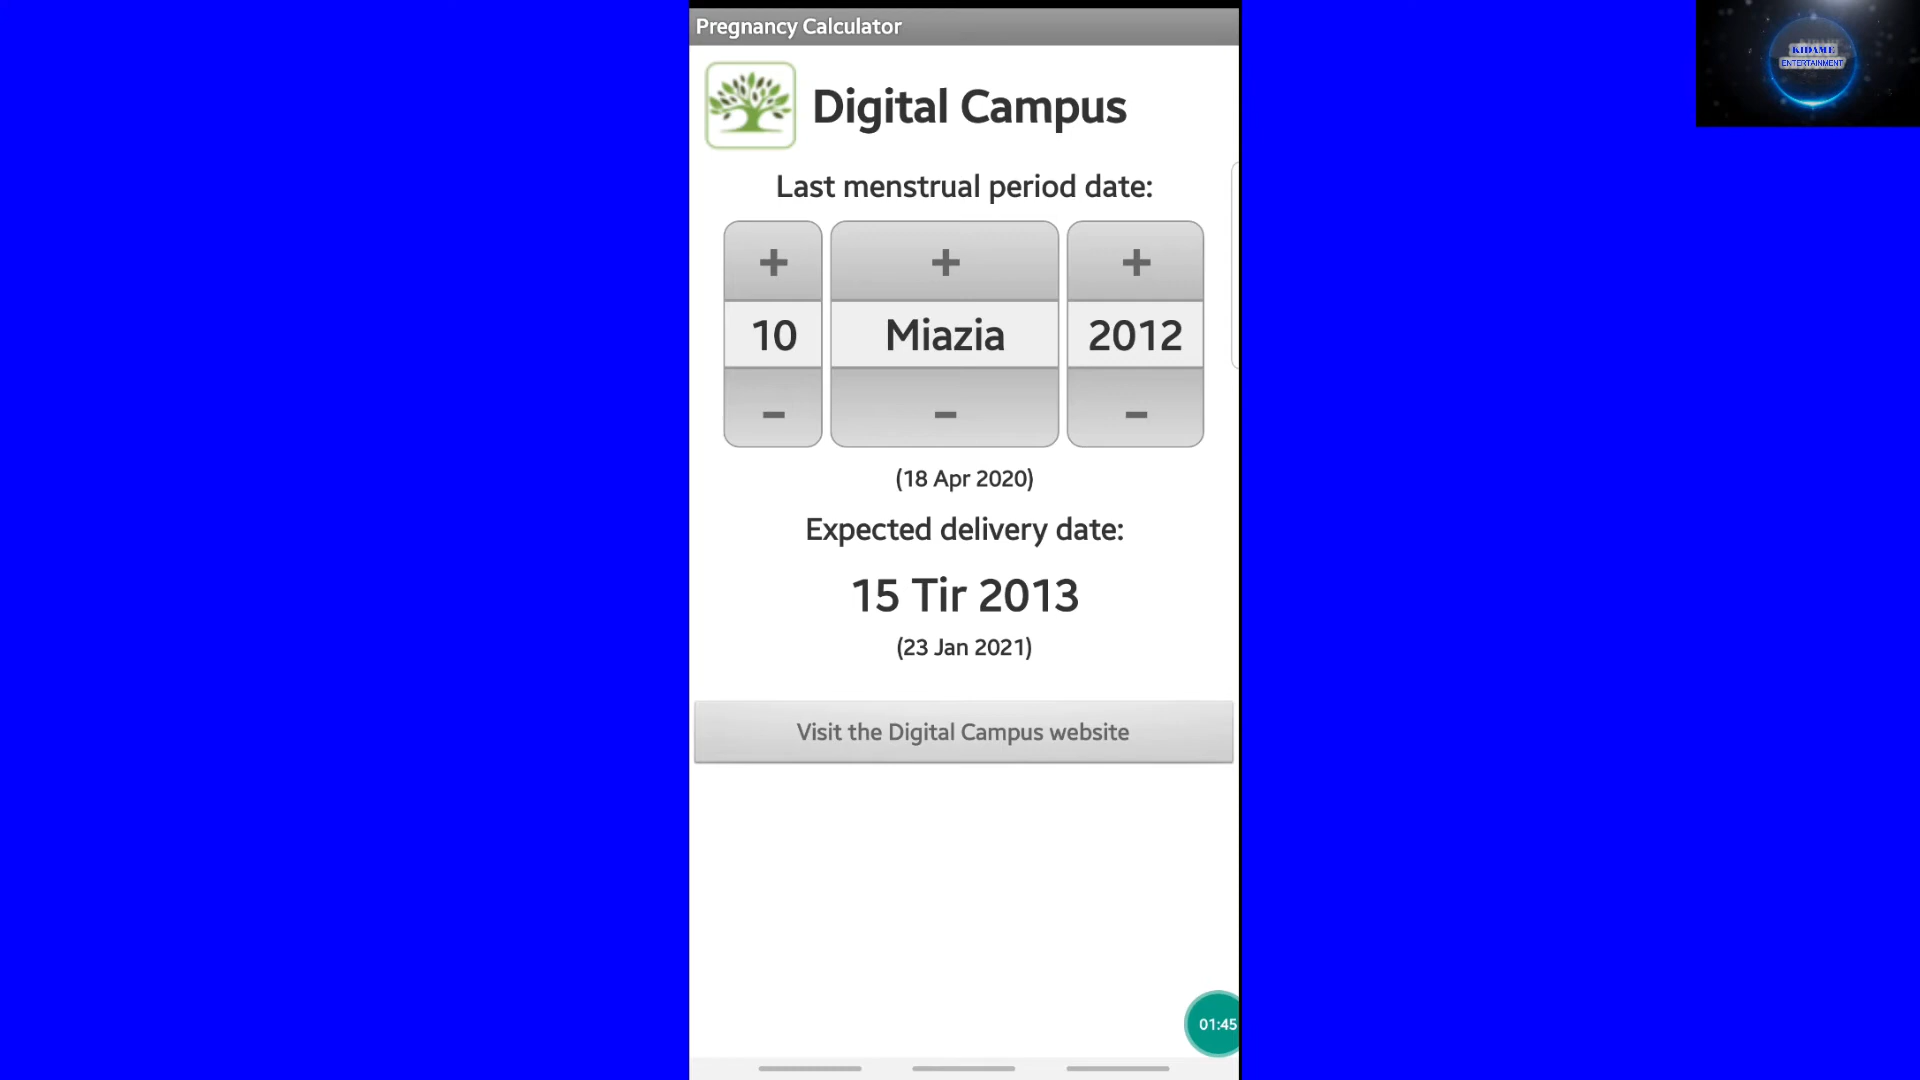 Pregnancy Calculator
KIDAME
ENTERTAINMENT
Digital Campus
Last menstrual period date:
+ + +
10 Miazia 2012
- - -
(18 Apr 2020)
Expected delivery date:
15 Tir 2013
(23 Jan 2021)
Visit the Digital Campus website
01:45